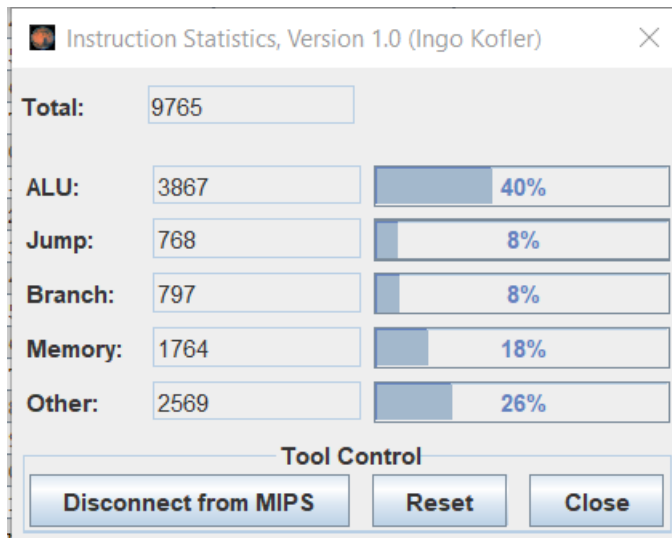 Instruction Statistics, Version 1.0 (Ingo Kofler)
Total: 9765
ALU: 3867 40%
Jump: 768 8%
Branch: 797 8%
Memory: 1764 18%
Other: 2569 26%
Tool Control
Disconnect from MIPS Reset Close